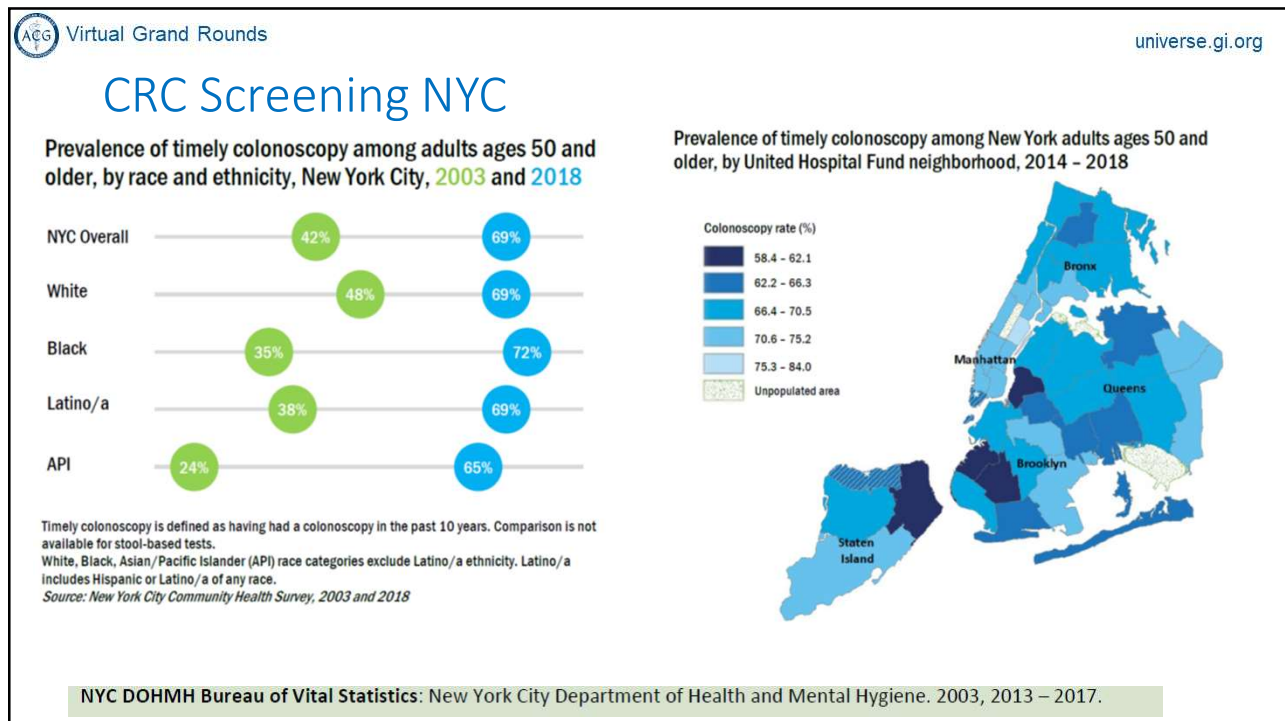 ACG
Virtual Grand Rounds
universe.gi.org
CRC Screening NYC
Prevalence of timely colonoscopy among adults ages 50 and
older, by race and ethnicity, New York City, 2003 and 2018
NYC Overall
42%
69%
White
48%
69%
Black
35%
72%
Latino/a
38%
69%
API
24%
65%
Timely colonoscopy is defined as having had a colonoscopy in the past 10 years. Comparison is not
available for stool-based tests.
White, Black, Asian/Pacific Islander (API) race categories exclude Latino/a ethnicity. Latino/a
includes Hispanic or Latino/a of any race.
Source: New York City Community Health Survey, 2003 and 2018
Prevalence of timely colonoscopy among New York adults ages 50 and
older, by United Hospital Fund neighborhood, 2014 – 2018
Colonoscopy rate (%)
58.4 – 62.1
62.2 – 66.3
66.4 – 70.5
70.6 – 75.2
75.3 – 84.0
Unpopulated area
Bronx
Manhattan
Queens
Brooklyn
Staten
Island
NYC DOHMH Bureau of Vital Statistics: New York City Department of Health and Mental Hygiene. 2003, 2013 – 2017.